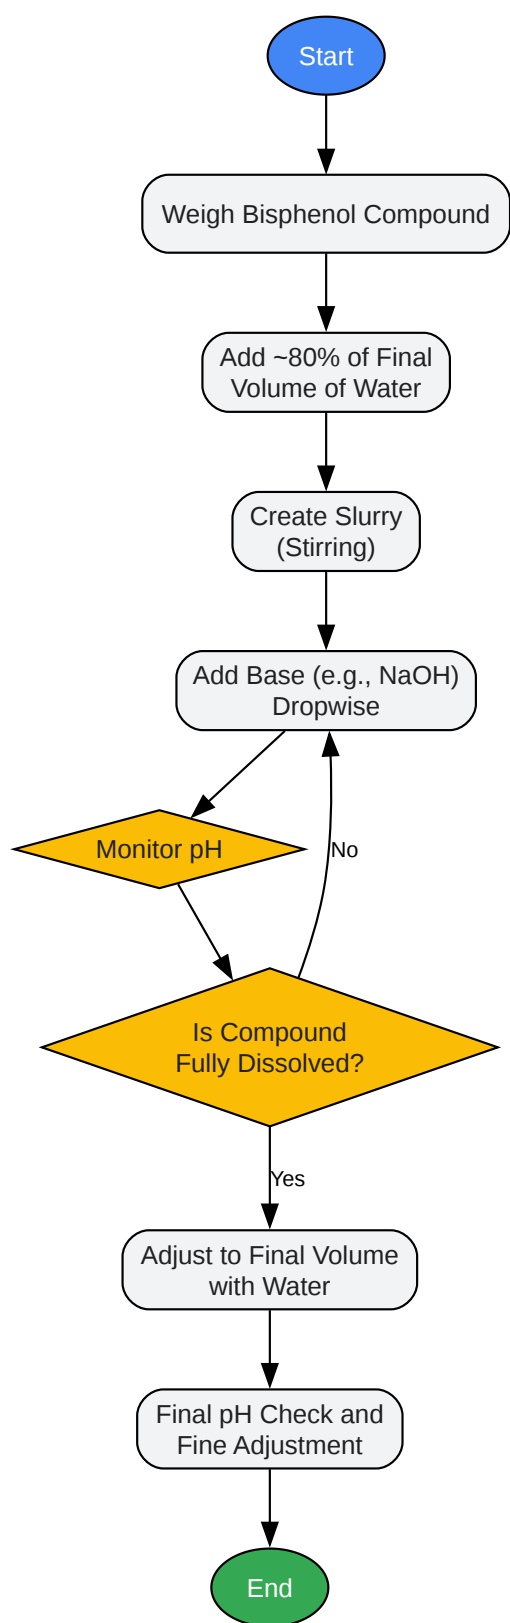 Start
Weigh Bisphenol Compound
Add ~80% of Final
Volume of Water
Create Slurry
(Stirring)
Add Base (e.g., NaOH)
Dropwise
Monitor pH
No
Is Compound
Fully Dissolved?
Yes
Adjust to Final Volume
with Water
Final pH Check and
Fine Adjustment
End